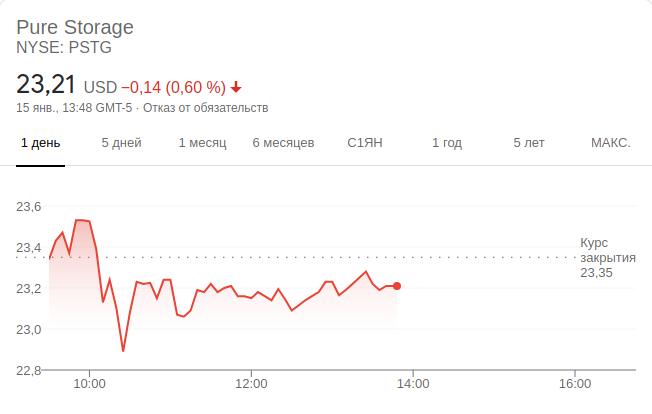 Pure Storage
NYSE: PSTG
23,21 USD −0,14 (0,60 %)
15 янв., 13:48 GMT-5 · Отказ от обязательств
1 день 5 дней 1 месяц 6 месяцев С1ЯН 1 год 5 лет МАКС.
23,6
23,4
23,2
23,0
22,8
Курс
закрытия
23,35
10:00 12:00 14:00 16:00